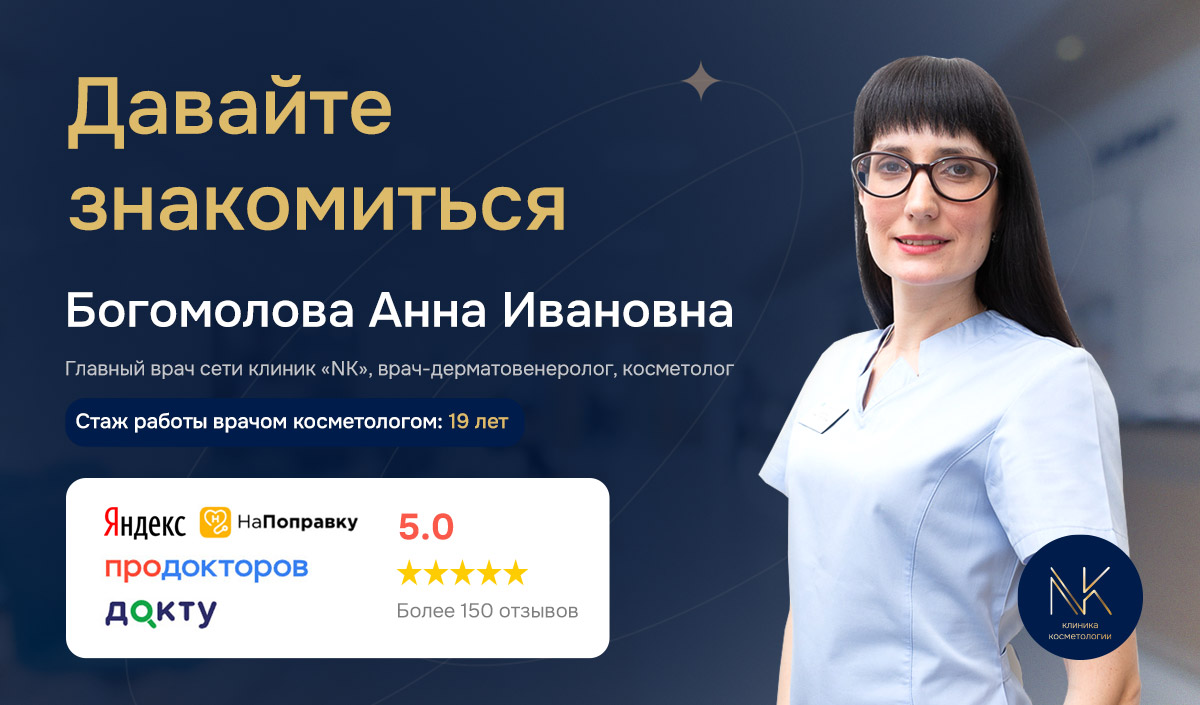 Давайте
знакомиться
Богомолова Анна Ивановна
Главный врач сети клиник «NK», врач-дерматовенеролог, косметолог
Стаж работы врачом косметологом: 19 лет
Яндекс
НаПоправку
продокторов
докту
5.0
Более 150 отзывов
NK
клиника
косметологии